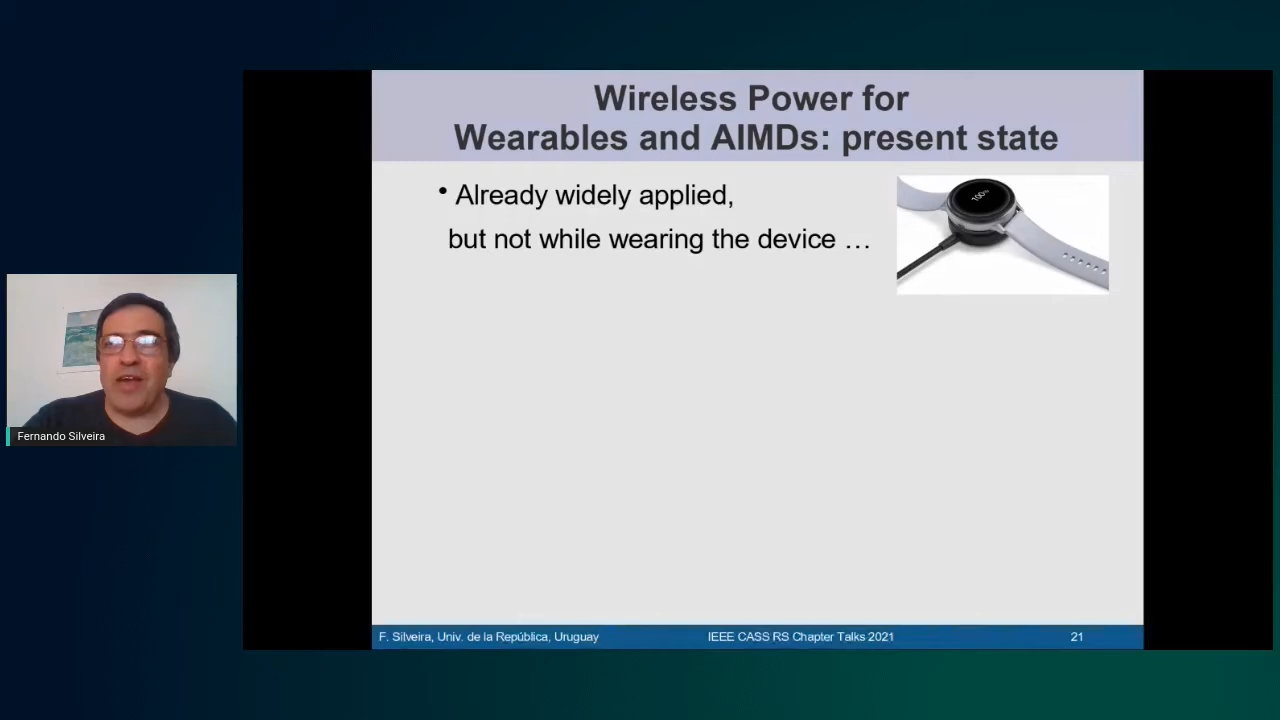 Wireless Power for
Wearables and AIMDs: present state
• Already widely applied,
but not while wearing the device …
100%
Fernando Silveira
F. Silveira, Univ. de la República, Uruguay
IEEE CASS RS Chapter Talks 2021
21